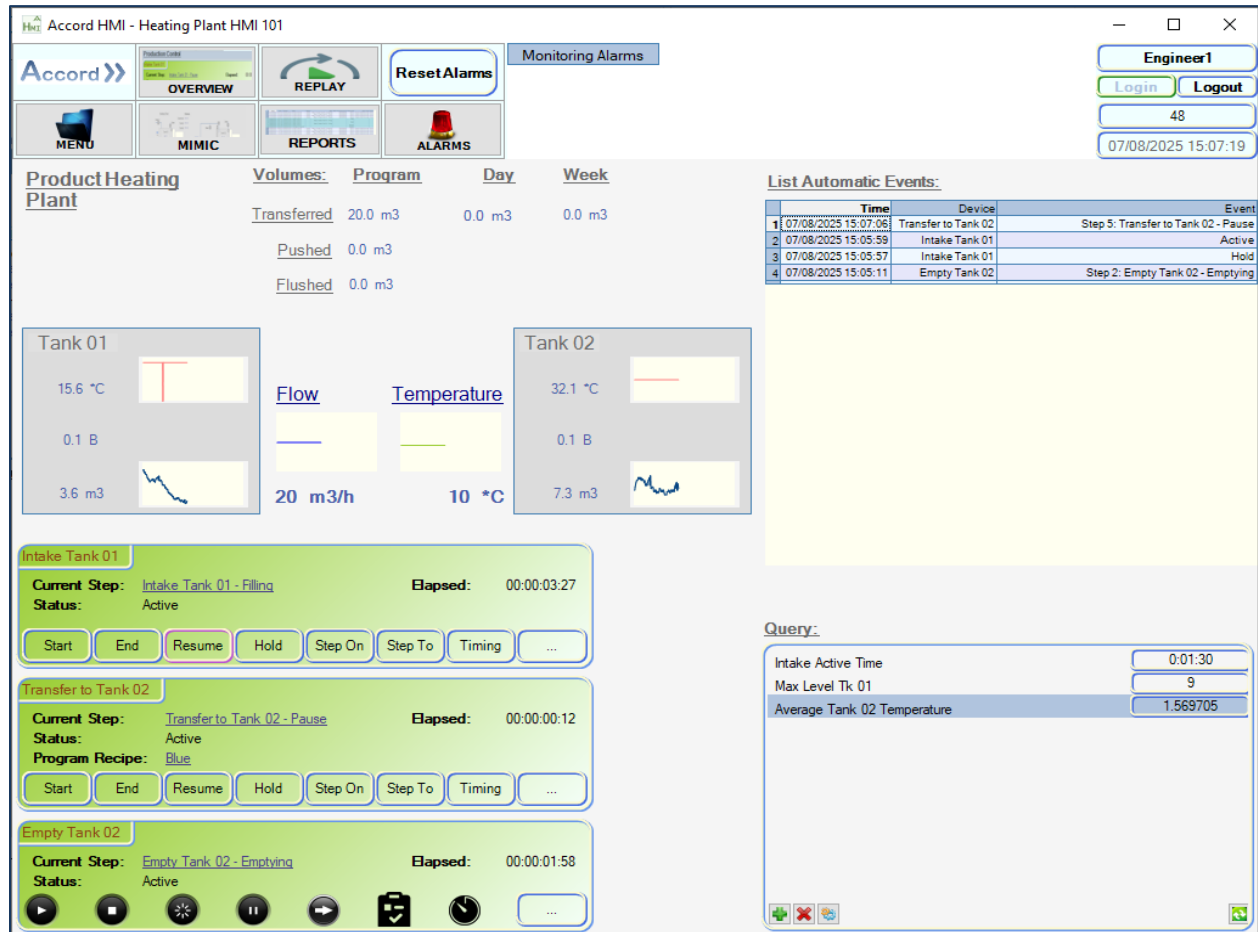 HMI Accord HMI - Heating Plant HMI 101
Accord
OVERVIEW
REPLAY
Reset Alarms
Monitoring Alarms
Engineer1
Login Logout
MENU
MIMIC
REPORTS
ALARMS
48
07/08/2025 15:07:19
Product Heating
Plant
Volumes: Program Day Week
Transferred 20.0 m3 0.0 m3 0.0 m3
Pushed 0.0 m3
Flushed 0.0 m3
List Automatic Events:
Time Device Event
1 07/08/2025 15:07:06 Transfer to Tank 02 Step 5: Transfer to Tank 02 - Pause
2 07/08/2025 15:05:59 Intake Tank 01 Active
3 07/08/2025 15:05:57 Intake Tank 01 Hold
4 07/08/2025 15:05:11 Empty Tank 02 Step 2: Empty Tank 02 - Emptying
Tank 01
15.6 °C
0.1 B
3.6 m3
Flow
20 m3/h
Temperature
10 °C
Tank 02
32.1 °C
0.1 B
7.3 m3
Intake Tank 01
Current Step: Intake Tank 01 - Filling Elapsed: 00:00:03:27
Status: Active
Start End Resume Hold Step On Step To Timing ...
Transfer to Tank 02
Current Step: Transfer to Tank 02 - Pause Elapsed: 00:00:00:12
Status: Active
Program Recipe: Blue
Start End Resume Hold Step On Step To Timing ...
Empty Tank 02
Current Step: Empty Tank 02 - Emptying Elapsed: 00:00:01:58
Status: Active
...
Query:
Intake Active Time 0:01:30
Max Level Tk 01 9
Average Tank 02 Temperature 1.569705